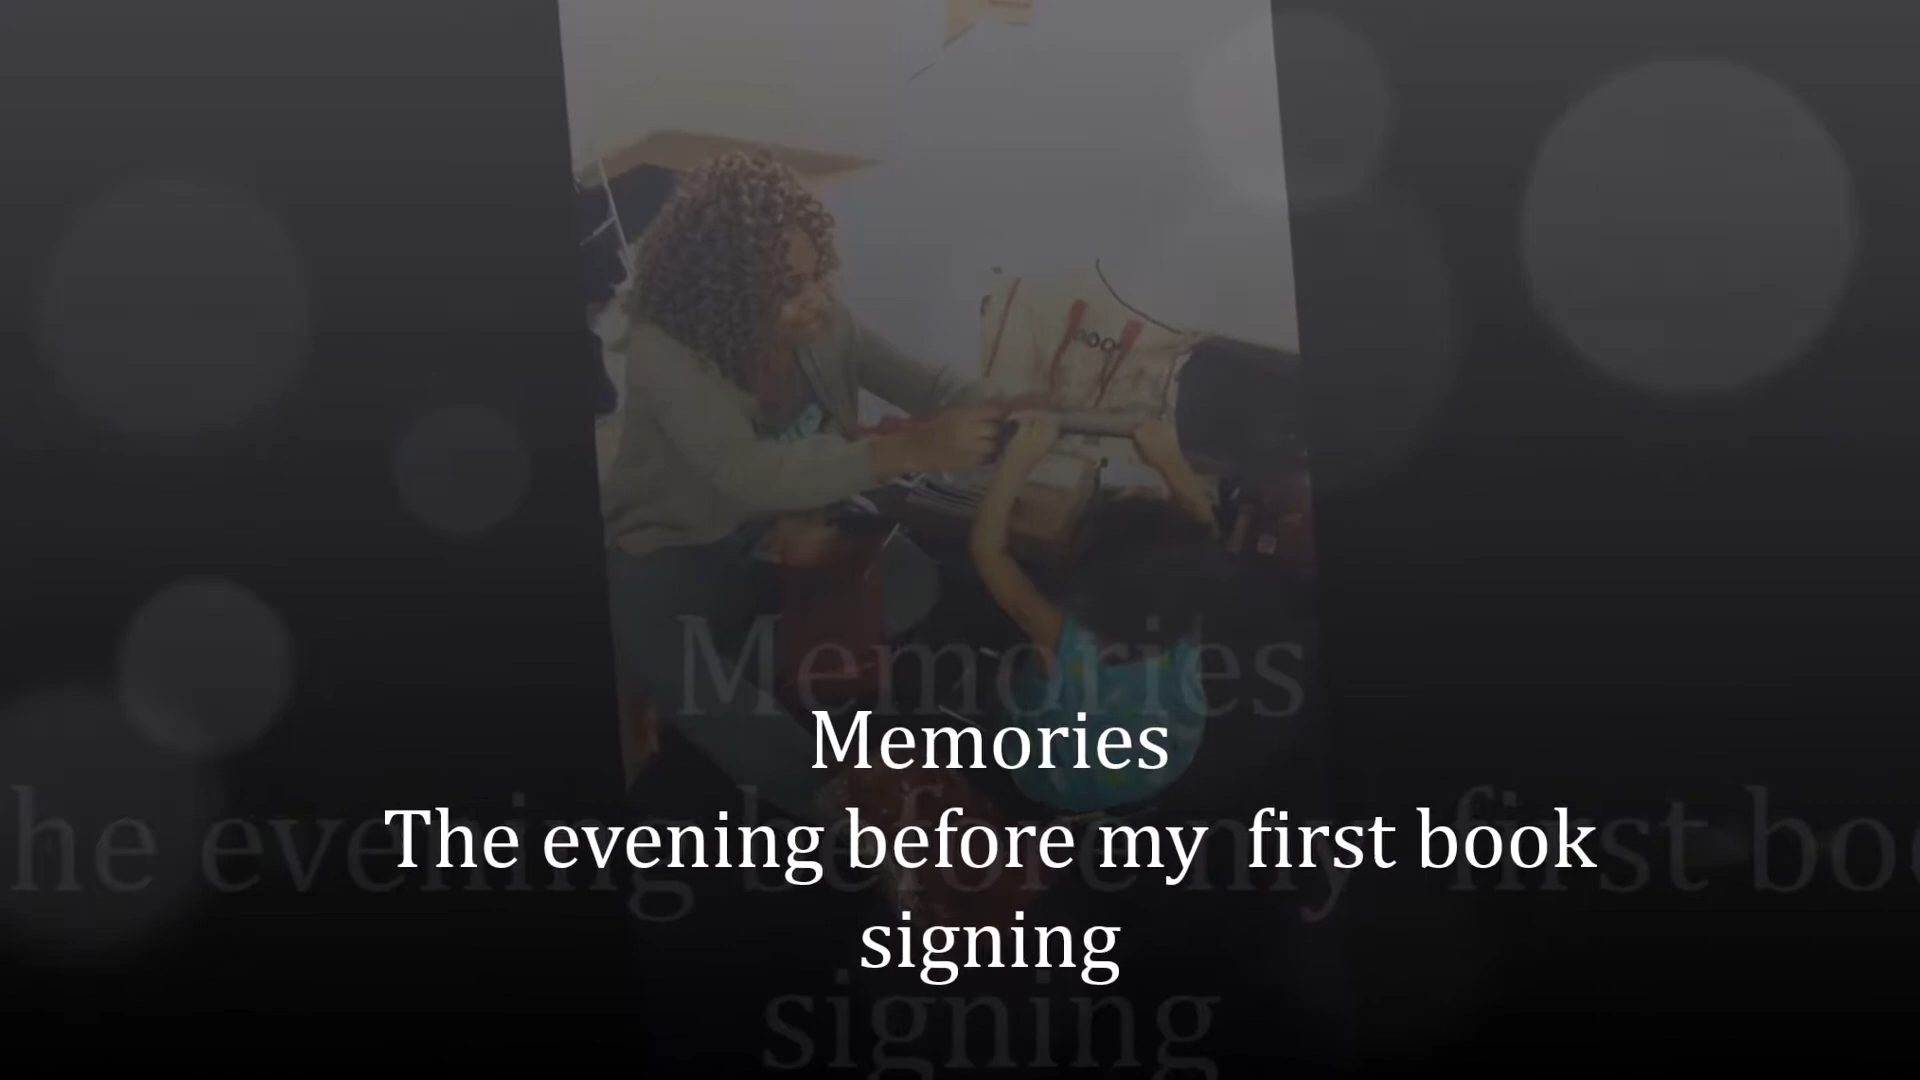 Memories
The evening before my  first book
signing